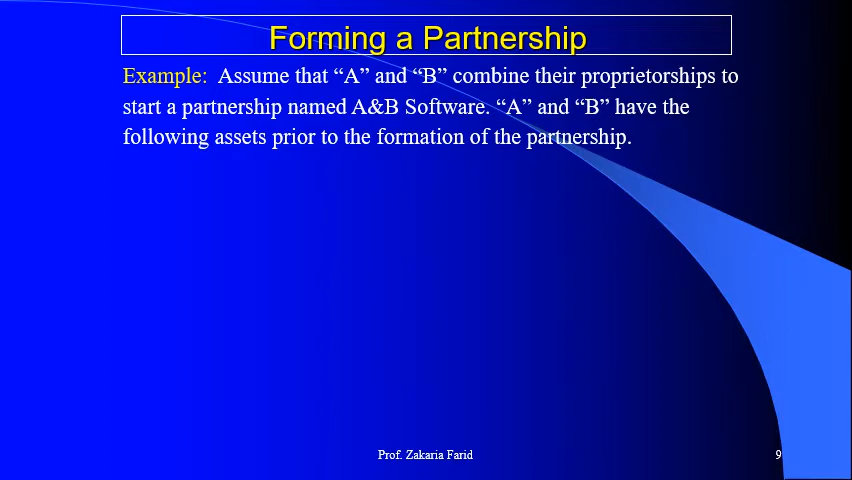 Forming a Partnership
Example: Assume that “A” and “B” combine their proprietorships to
start a partnership named A&B Software. “A” and “B” have the
following assets prior to the formation of the partnership.
Prof. Zakaria Farid
9